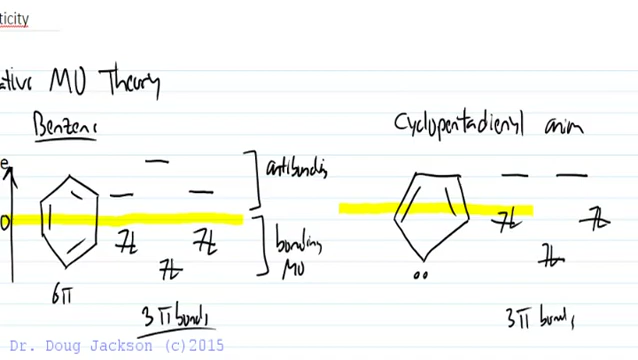 ticity
ative MO Theory
Benzene
Cyclopentadienyl anion
e
antibonding
0
bonding
MO
6π
3π bonds
3π bonds
Dr. Doug Jackson (c)2015